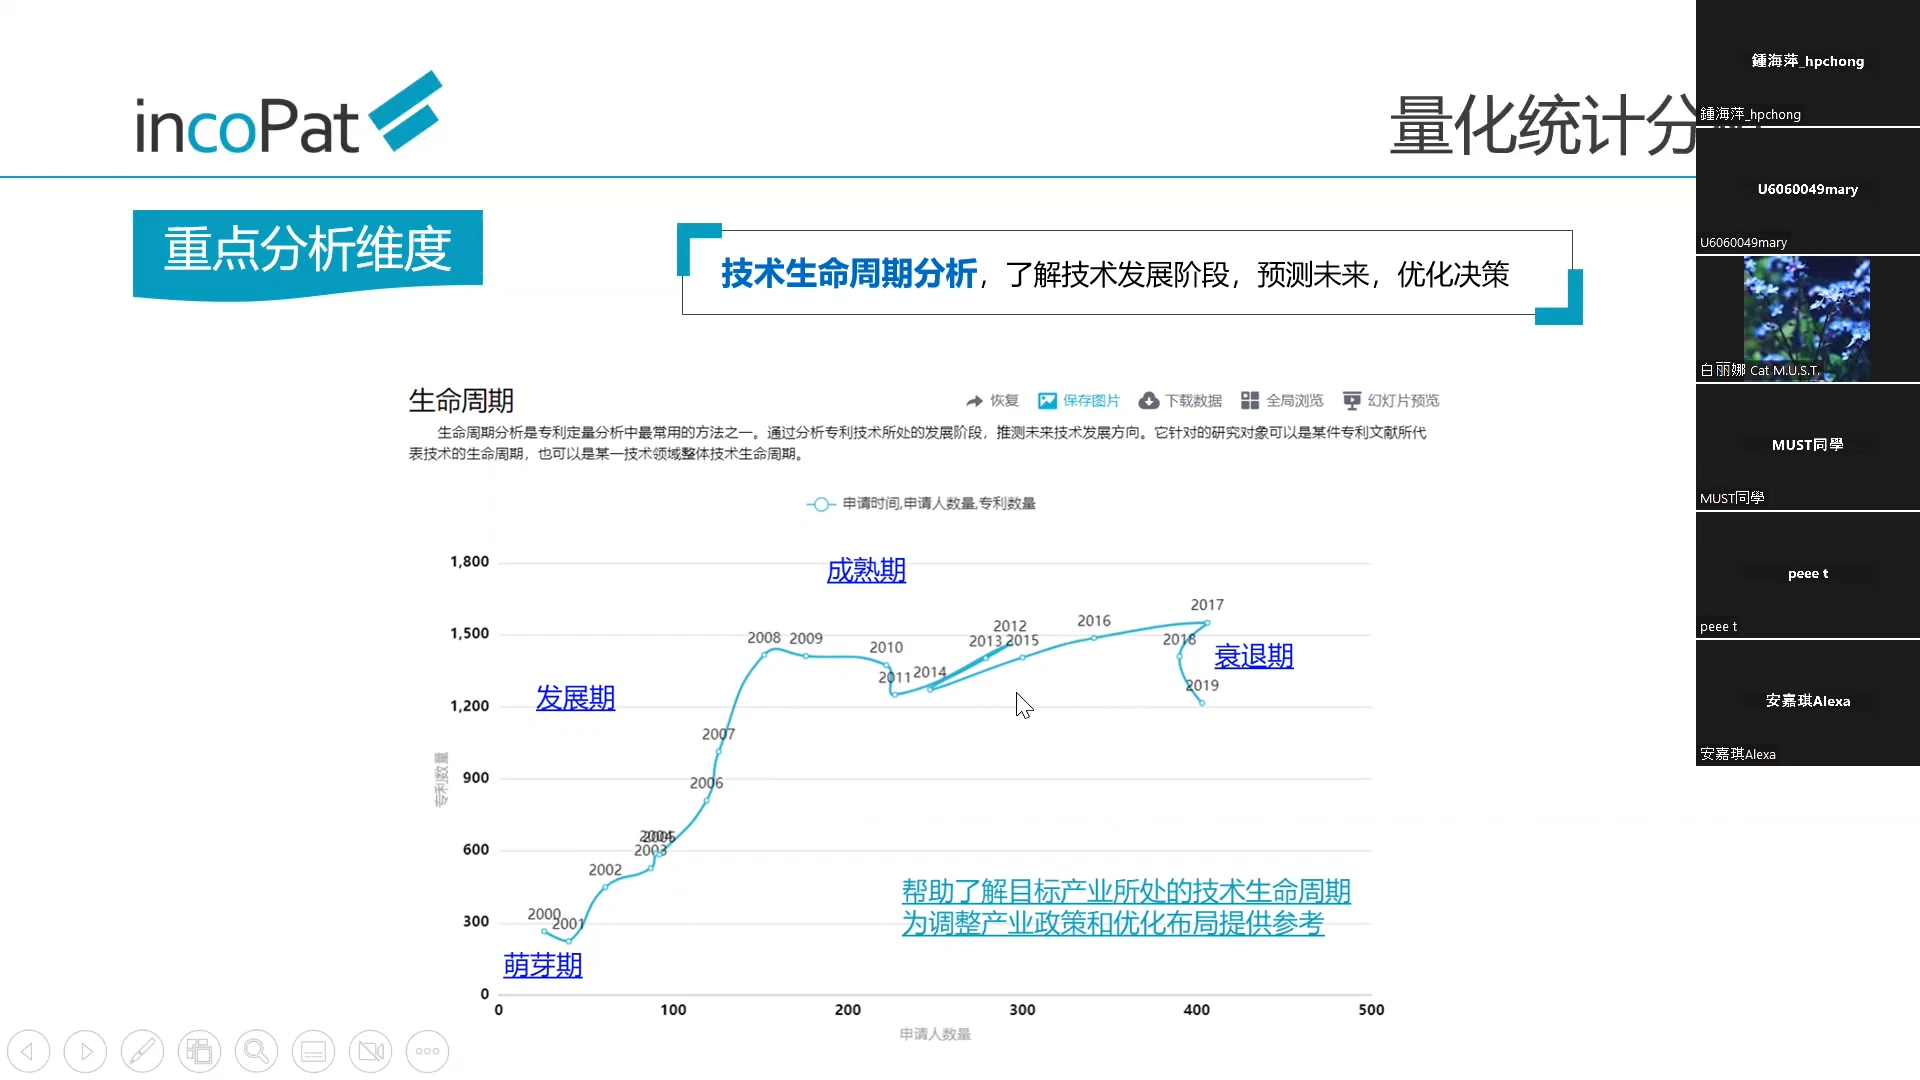 incoPat
量化统计分
重点分析维度
技术生命周期分析，了解技术发展阶段，预测未来，优化决策
生命周期
恢复 保存图片 下载数据 全局浏览 幻灯片预览
生命周期分析是专利定量分析中最常用的方法之一。通过分析专利技术所处的发展阶段，推测未来技术发展方向。它针对的研究对象可以是某件专利文献所代
表技术的生命周期，也可以是某一技术领域整体技术生命周期。
申请时间,申请人数量,专利数量
1,800
成熟期
2017
2012
2016
1,500
2008
2009
2013
2015
2018
2010
衰退期
2014
2011
2019
发展期
1,200
2007
专利数量
900
2006
2004
2005
600
2003
2002
帮助了解目标产业所处的技术生命周期
为调整产业政策和优化布局提供参考
300
2000
2001
萌芽期
0
0
100
200
300
400
500
申请人数量
鍾海萍_hpchong
鍾海萍_hpchong
U6060049mary
U6060049mary
白丽娜 Cat M.U.S.T.
MUST同學
MUST同學
peee t
peee t
安嘉琪Alexa
安嘉琪Alexa